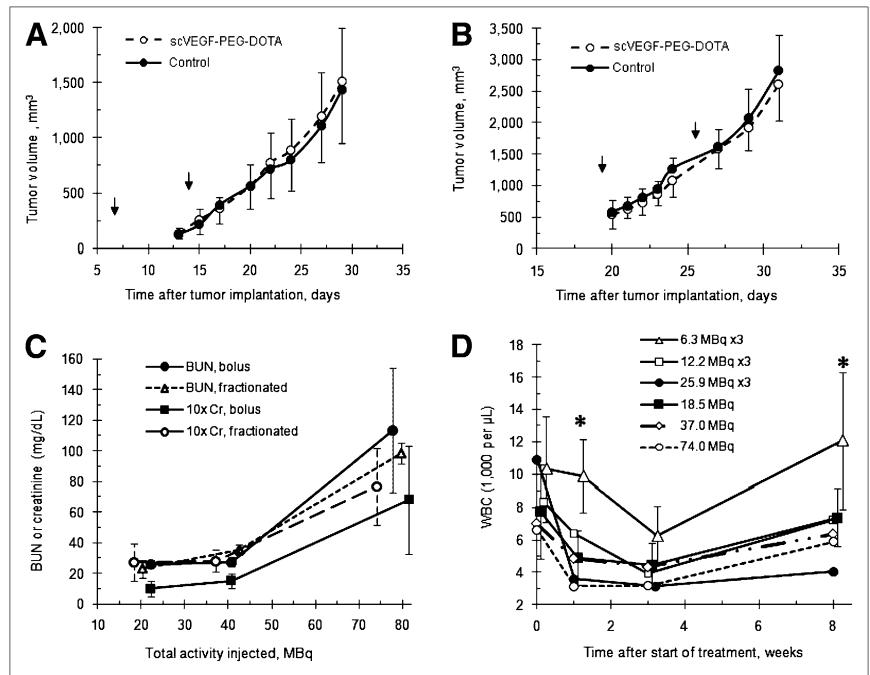 A
2,000
1,500
1,000
500
0
Tumor volume , mm³
scVEGF-PEG-DOTA
Control
5 10 15 20 25 30 35
Time after tumor implantation, days
B
3,500
3,000
2,500
2,000
1,500
1,000
500
0
Tumor volume, mm³
scVEGF-PEG-DOTA
Control
15 20 25 30 35
Time after tumor implantation, days
C
160
140
120
100
80
60
40
20
0
BUN or creatinine (mg/dL)
BUN, bolus
BUN, fractionated
10x Cr, bolus
10x Cr, fractionated
10 20 30 40 50 60 70 80
Total activity injected, MBq
D
18
16
14
12
10
8
6
4
2
WBC (1,000 per µL)
6.3 MBq x3
12.2 MBq x3
25.9 MBq x3
18.5 MBq
37.0 MBq
74.0 MBq
*
*
0 2 4 6 8
Time after start of treatment, weeks